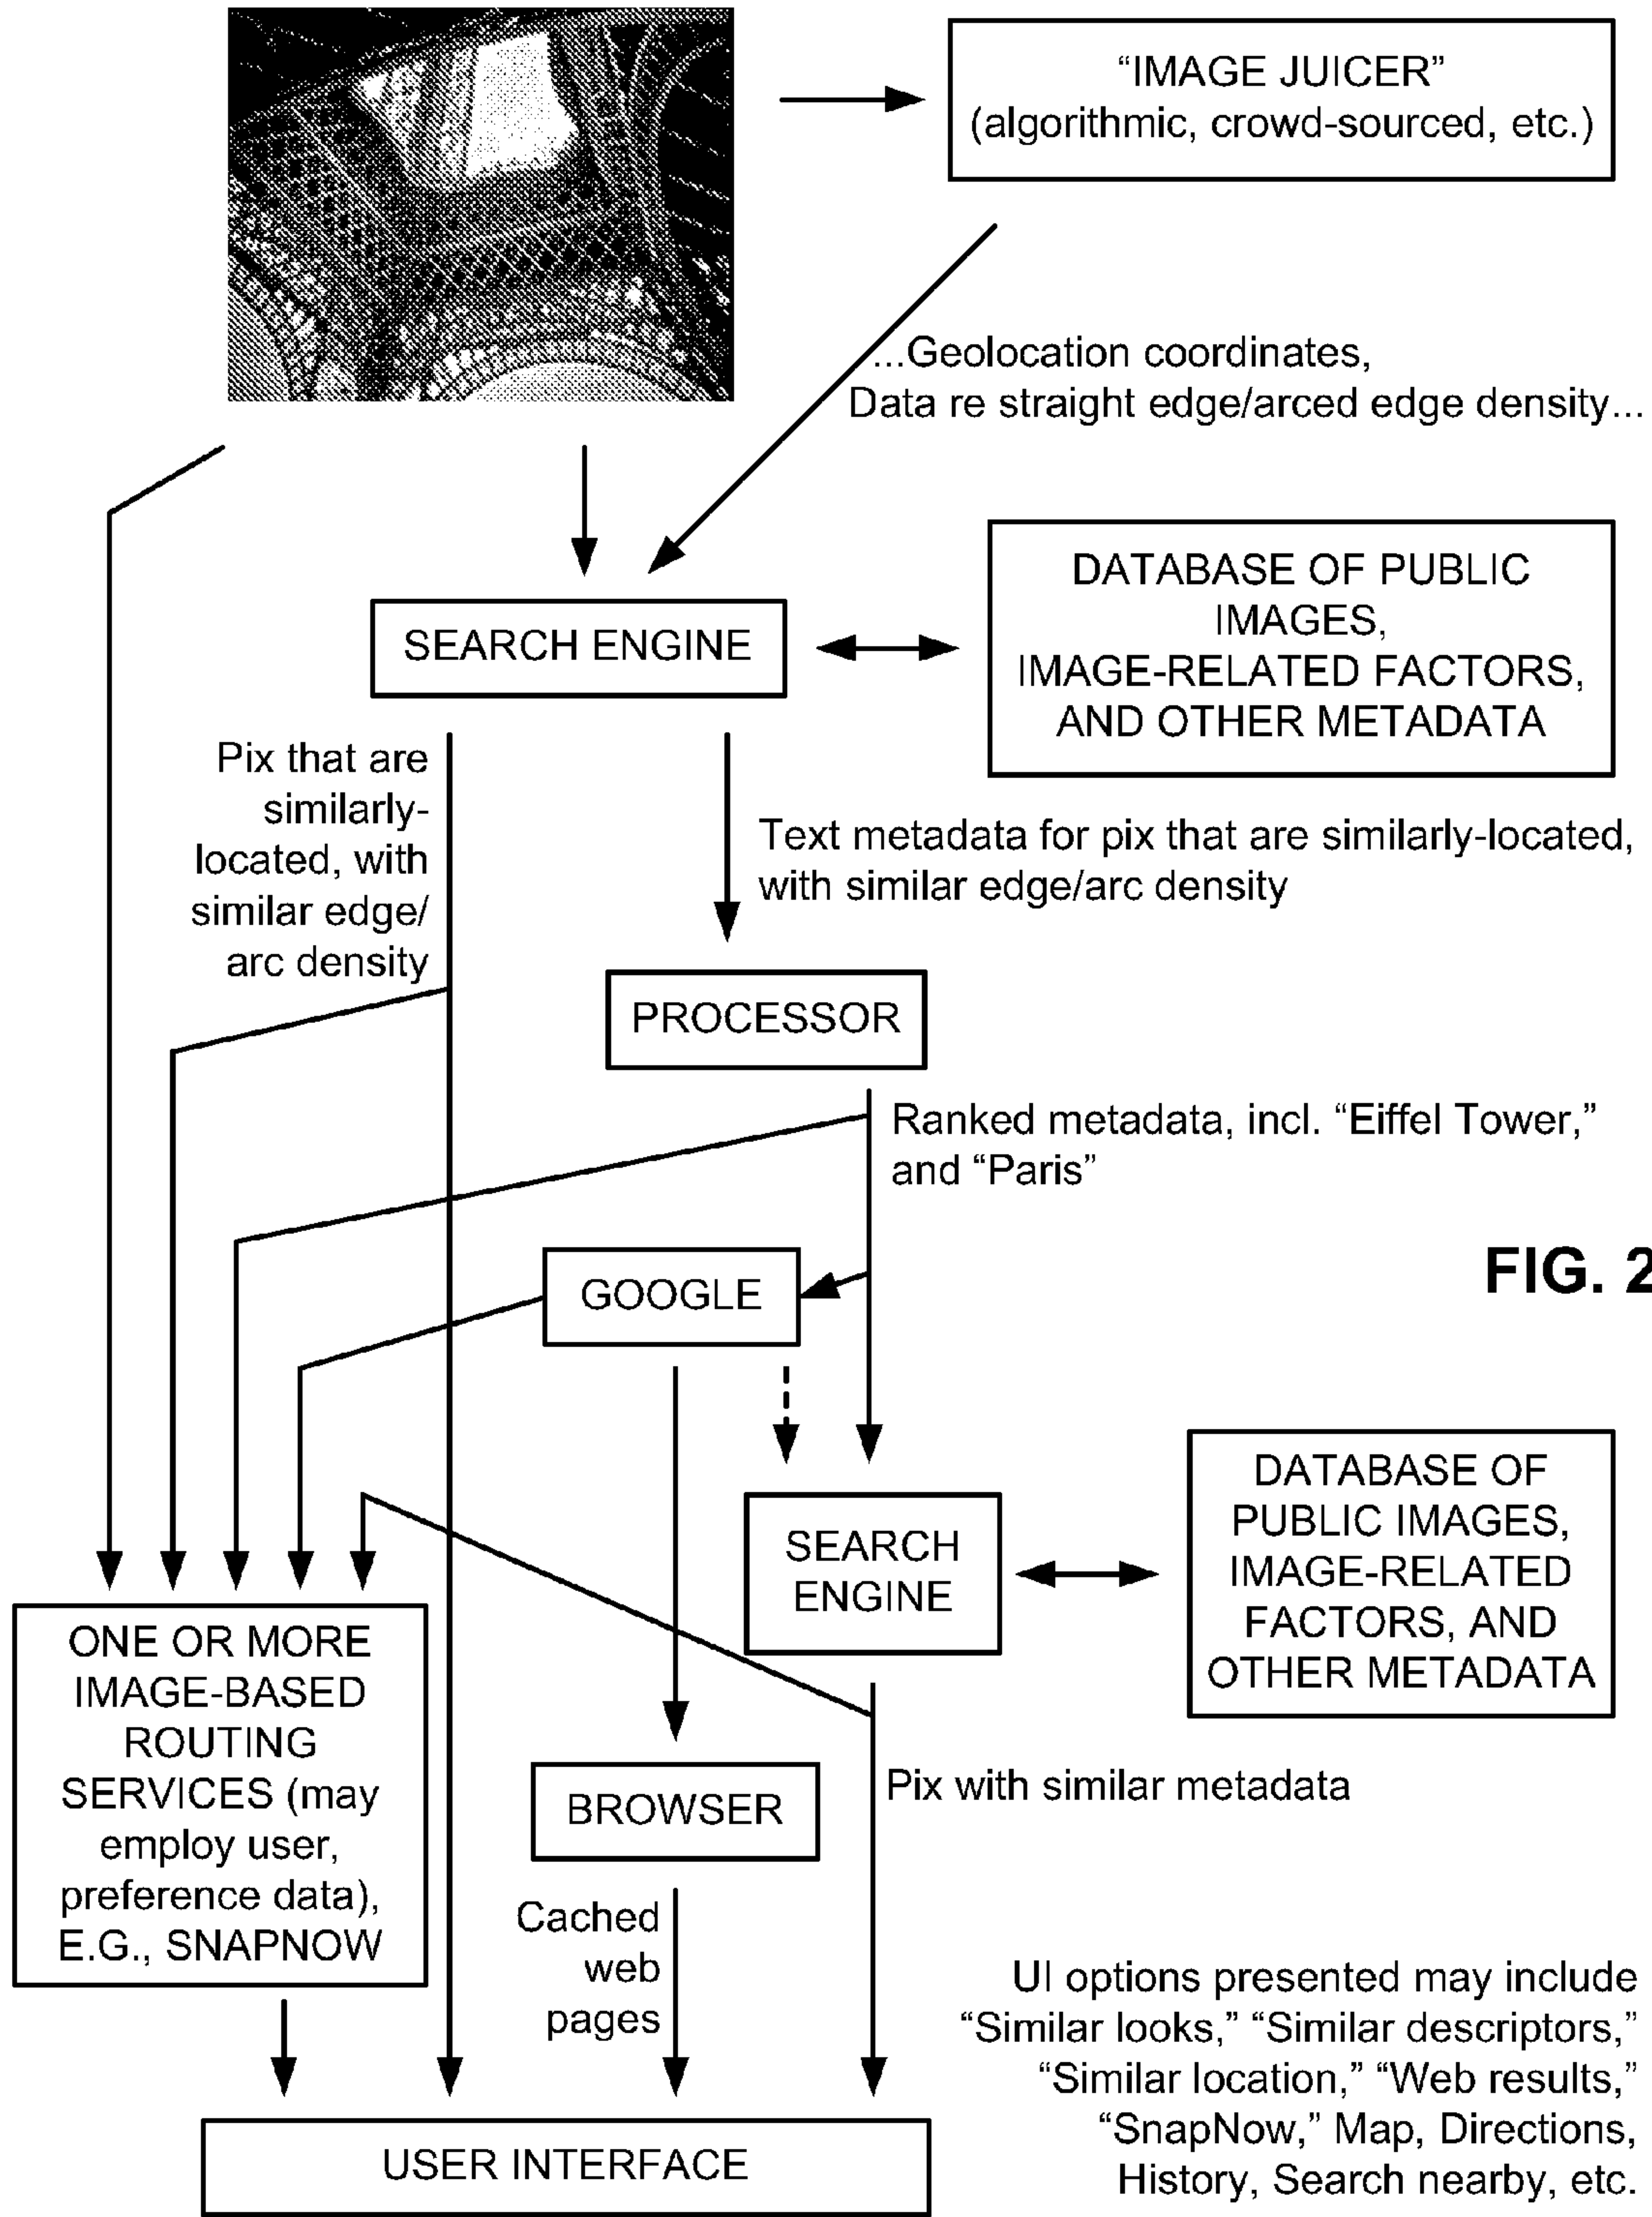 “IMAGE JUICER”
(algorithmic, crowd-sourced, etc.)
...Geolocation coordinates,
Data re straight edge/arced edge density...
SEARCH ENGINE
DATABASE OF PUBLIC
IMAGES,
IMAGE-RELATED FACTORS,
AND OTHER METADATA
Pix that are
similarly-
located, with
similar edge/
arc density
Text metadata for pix that are similarly-located,
with similar edge/arc density
PROCESSOR
Ranked metadata, incl. “Eiffel Tower,”
and “Paris”
FIG. 2
GOOGLE
SEARCH
ENGINE
DATABASE OF
PUBLIC IMAGES,
IMAGE-RELATED
FACTORS, AND
OTHER METADATA
ONE OR MORE
IMAGE-BASED
ROUTING
SERVICES (may
employ user,
preference data),
E.G., SNAPNOW
BROWSER
Pix with similar metadata
Cached
web
pages
UI options presented may include
“Similar looks,” “Similar descriptors,”
“Similar location,” “Web results,”
“SnapNow,” Map, Directions,
History, Search nearby, etc.
USER INTERFACE